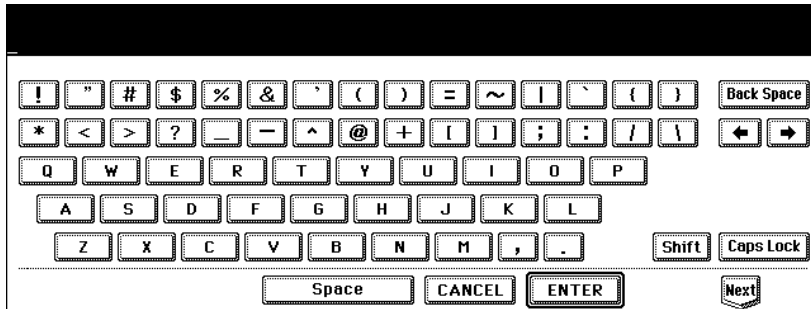 _
! " # $ % & ' ( ) = ~ | ` { } Back Space
* < > ? _ - ^ @ + [ ] ; : / \ ← →
Q W E R T Y U I O P
A S D F G H J K L
Z X C V B N M , . Shift Caps Lock
Space CANCEL ENTER Next